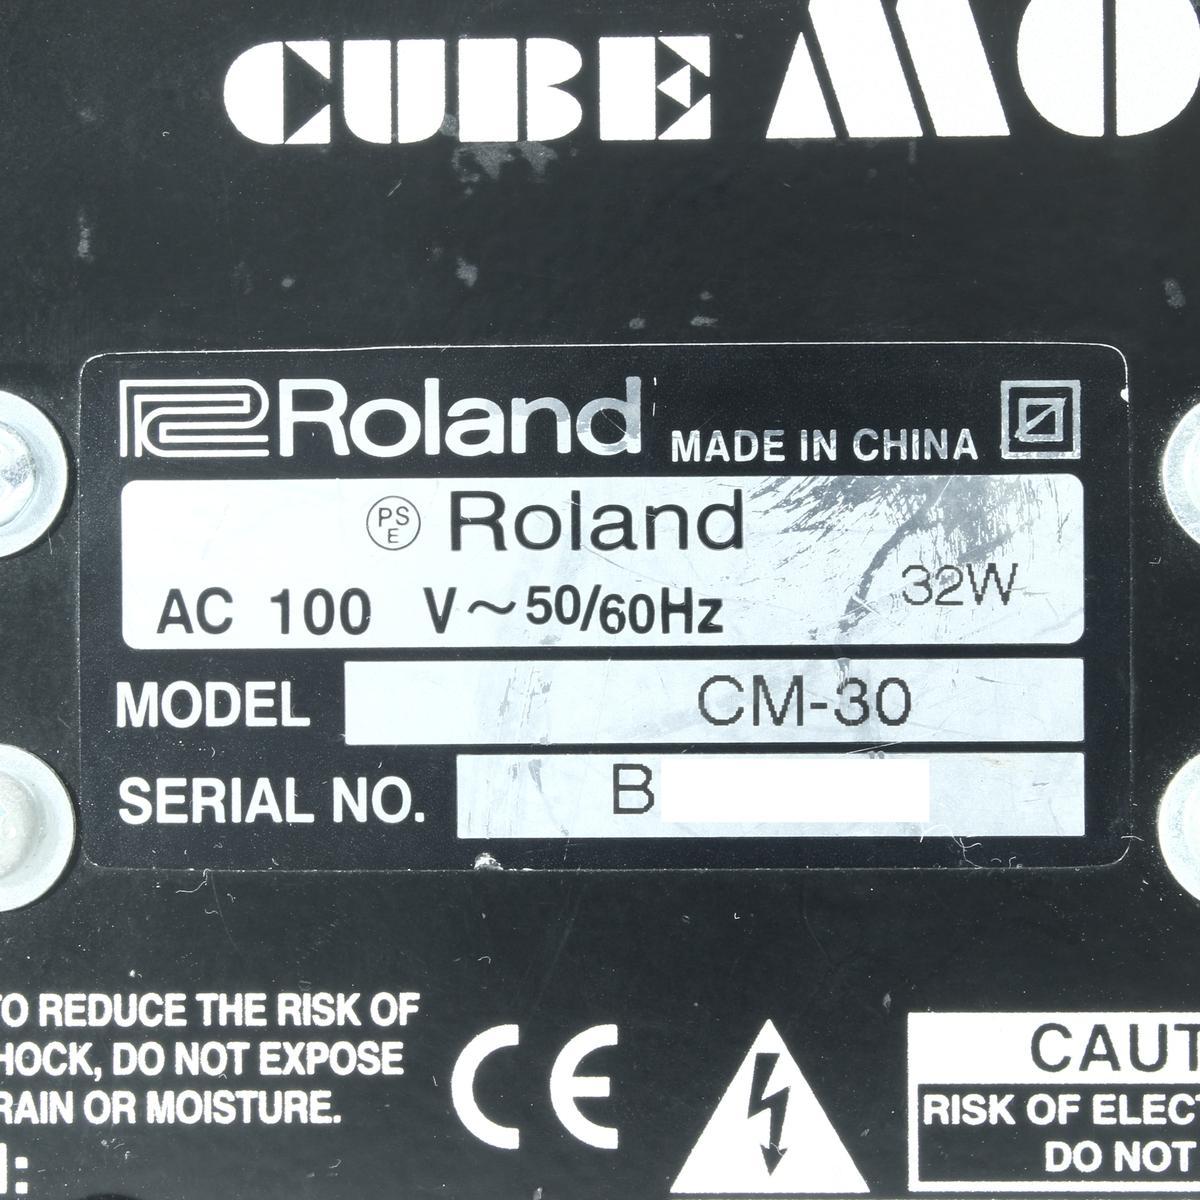 CUBE MO
Roland MADE IN CHINA
PSE Roland
AC 100 V~50/60Hz 32W
MODEL CM-30
SERIAL NO. B
TO REDUCE THE RISK OF
HOCK, DO NOT EXPOSE
RAIN OR MOISTURE.
CE
CAUT
RISK OF ELECT
DO NOT